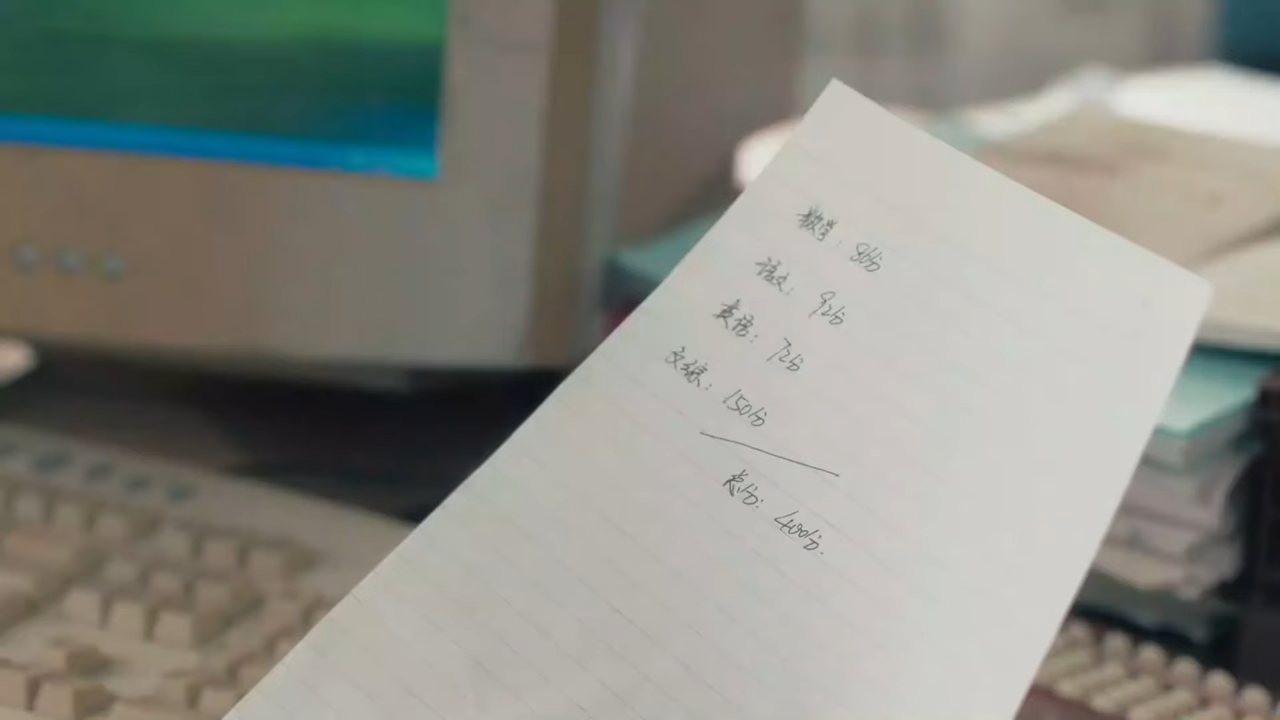 数学：86分
语文：92分
英语：72分
文综：150分
总分：400分.